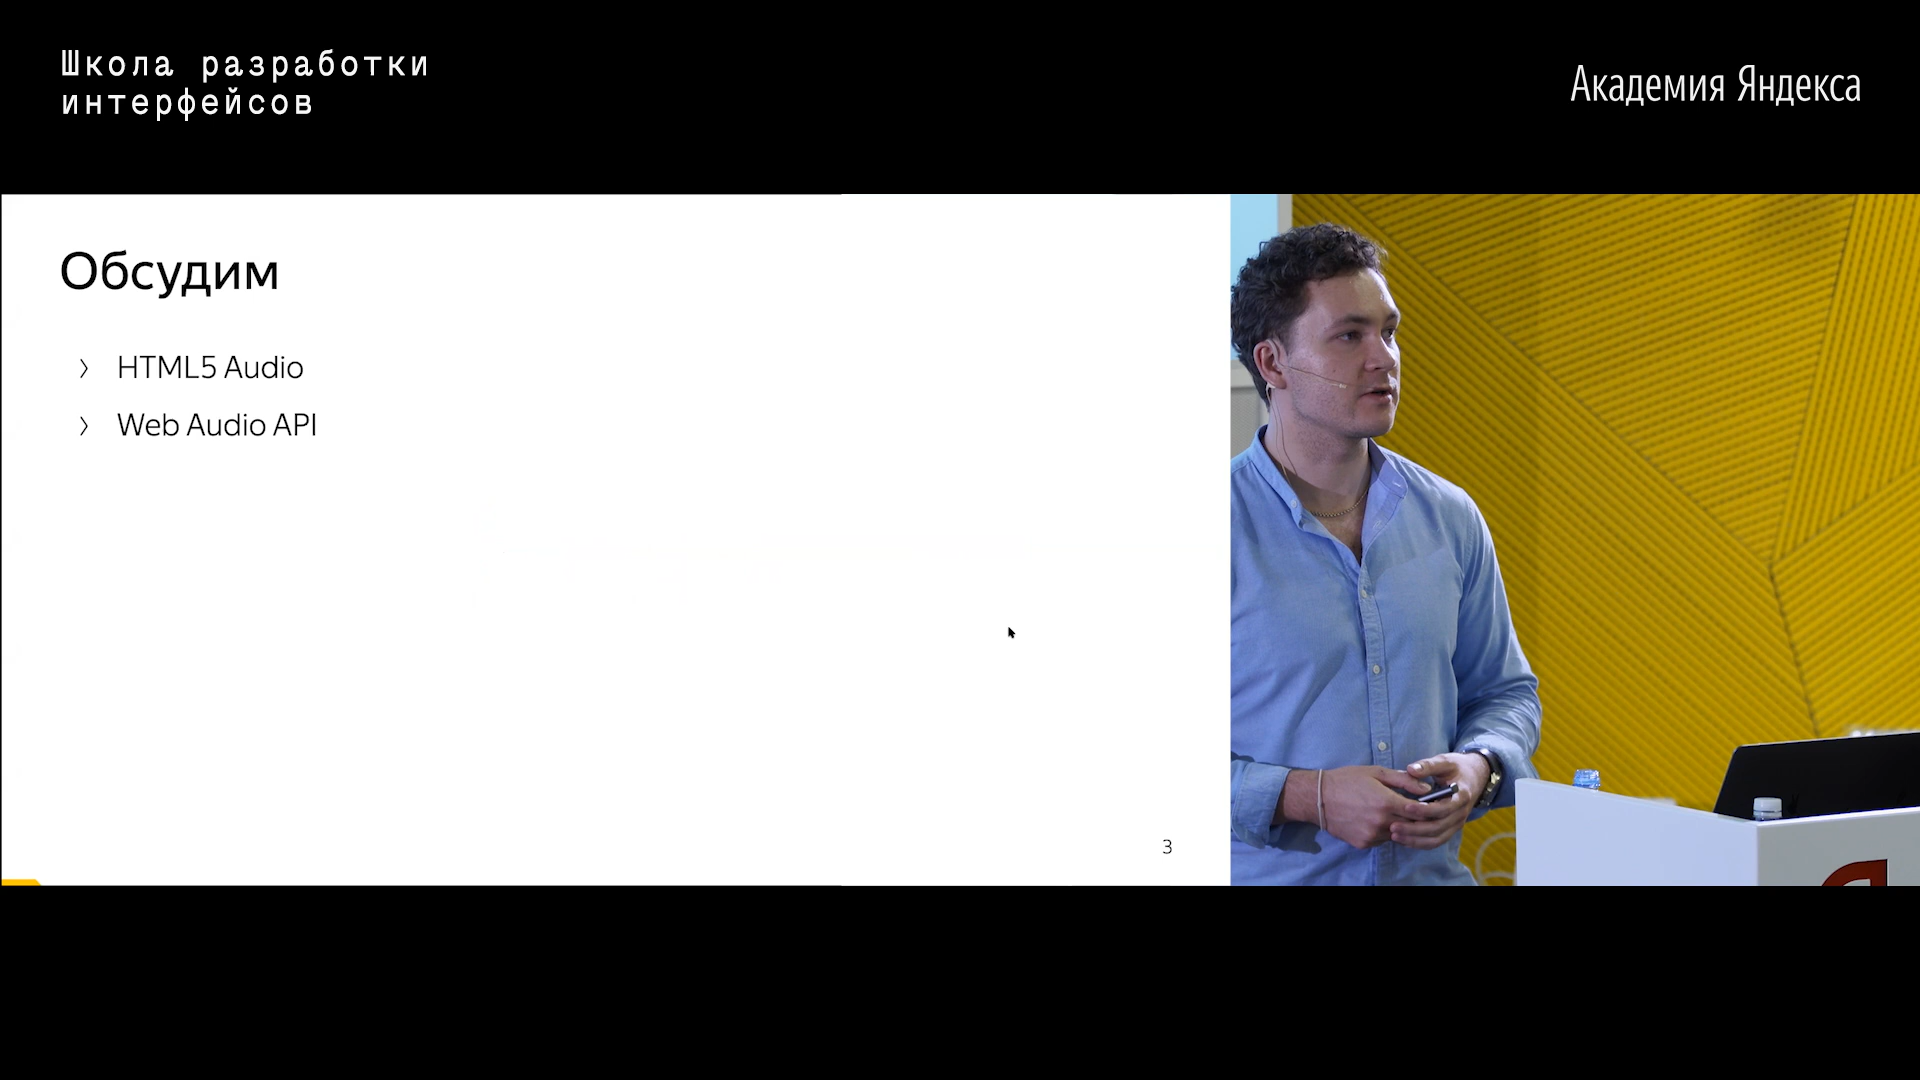 Школа разработки
интерфейсов
Академия Яндекса
Обсудим
› HTML5 Audio
› Web Audio API
3